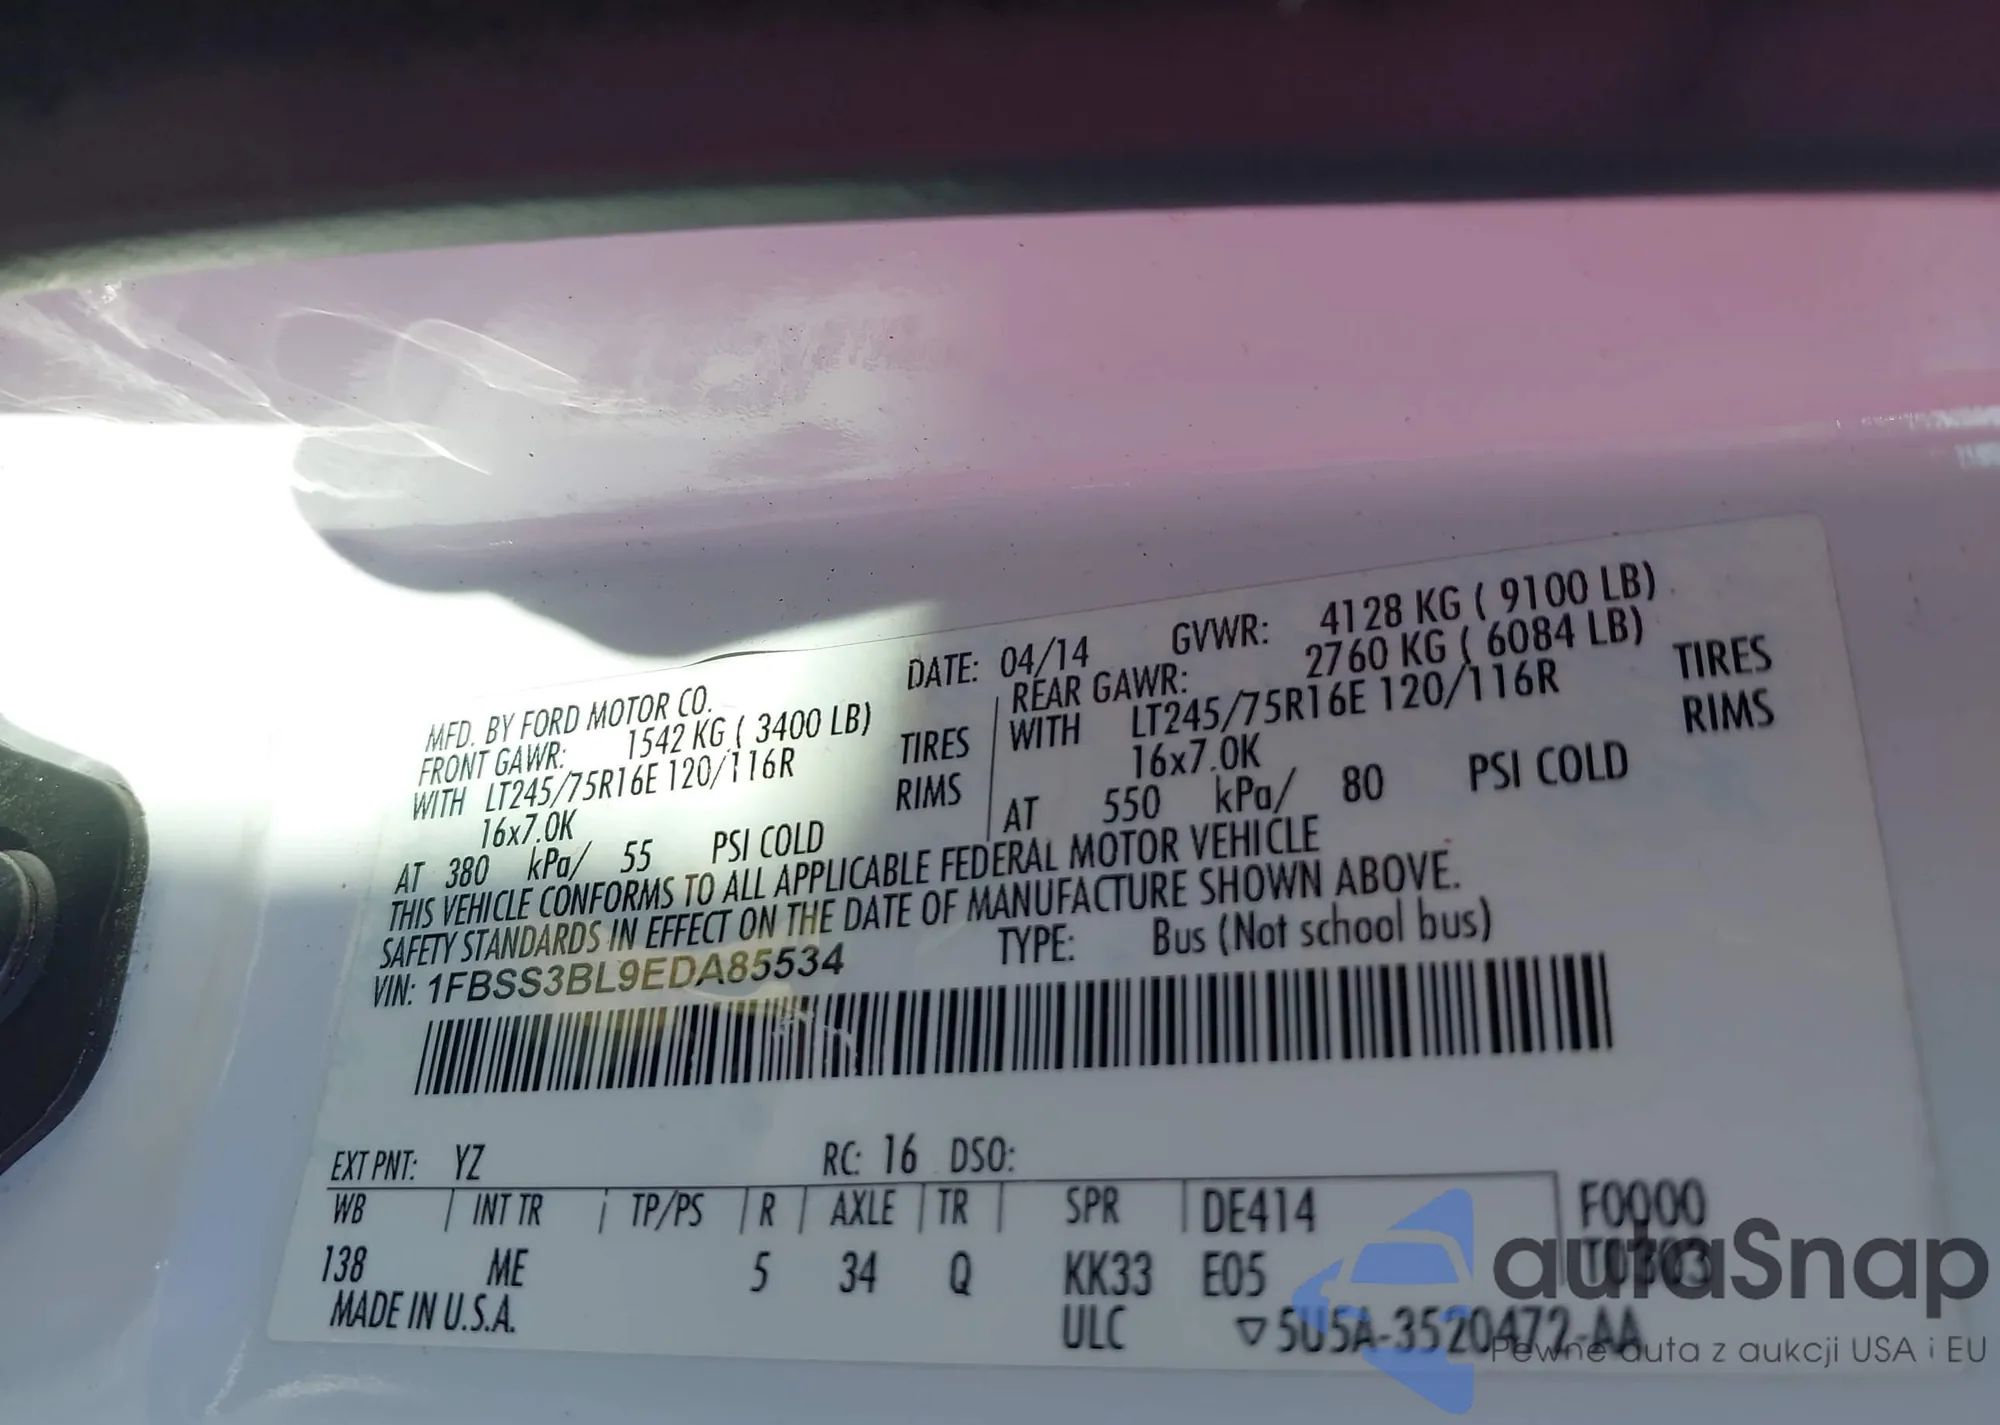 MFD. BY FORD MOTOR CO. DATE: 04/14 GVWR: 4128 KG ( 9100 LB)
FRONT GAWR: 1542 KG ( 3400 LB) REAR GAWR: 2760 KG ( 6084 LB)
WITH LT245/75R16E 120/116R TIRES WITH LT245/75R16E 120/116R TIRES
16x7.0K RIMS 16x7.0K RIMS
AT 380 kPa/ 55 PSI COLD AT 550 kPa/ 80 PSI COLD
THIS VEHICLE CONFORMS TO ALL APPLICABLE FEDERAL MOTOR VEHICLE
SAFETY STANDARDS IN EFFECT ON THE DATE OF MANUFACTURE SHOWN ABOVE.
VIN: 1FBSS3BL9EDA85534 TYPE: Bus (Not school bus)
EXT PNT: YZ RC: 16 DSO:
WB INT TR TP/PS R AXLE TR SPR DE414 F0000
138 ME 5 34 Q KK33 E05 T0303
MADE IN U.S.A. ULC ▽5U5A-3520472-AA
autaSnap
Pewne auta z aukcji USA i EU